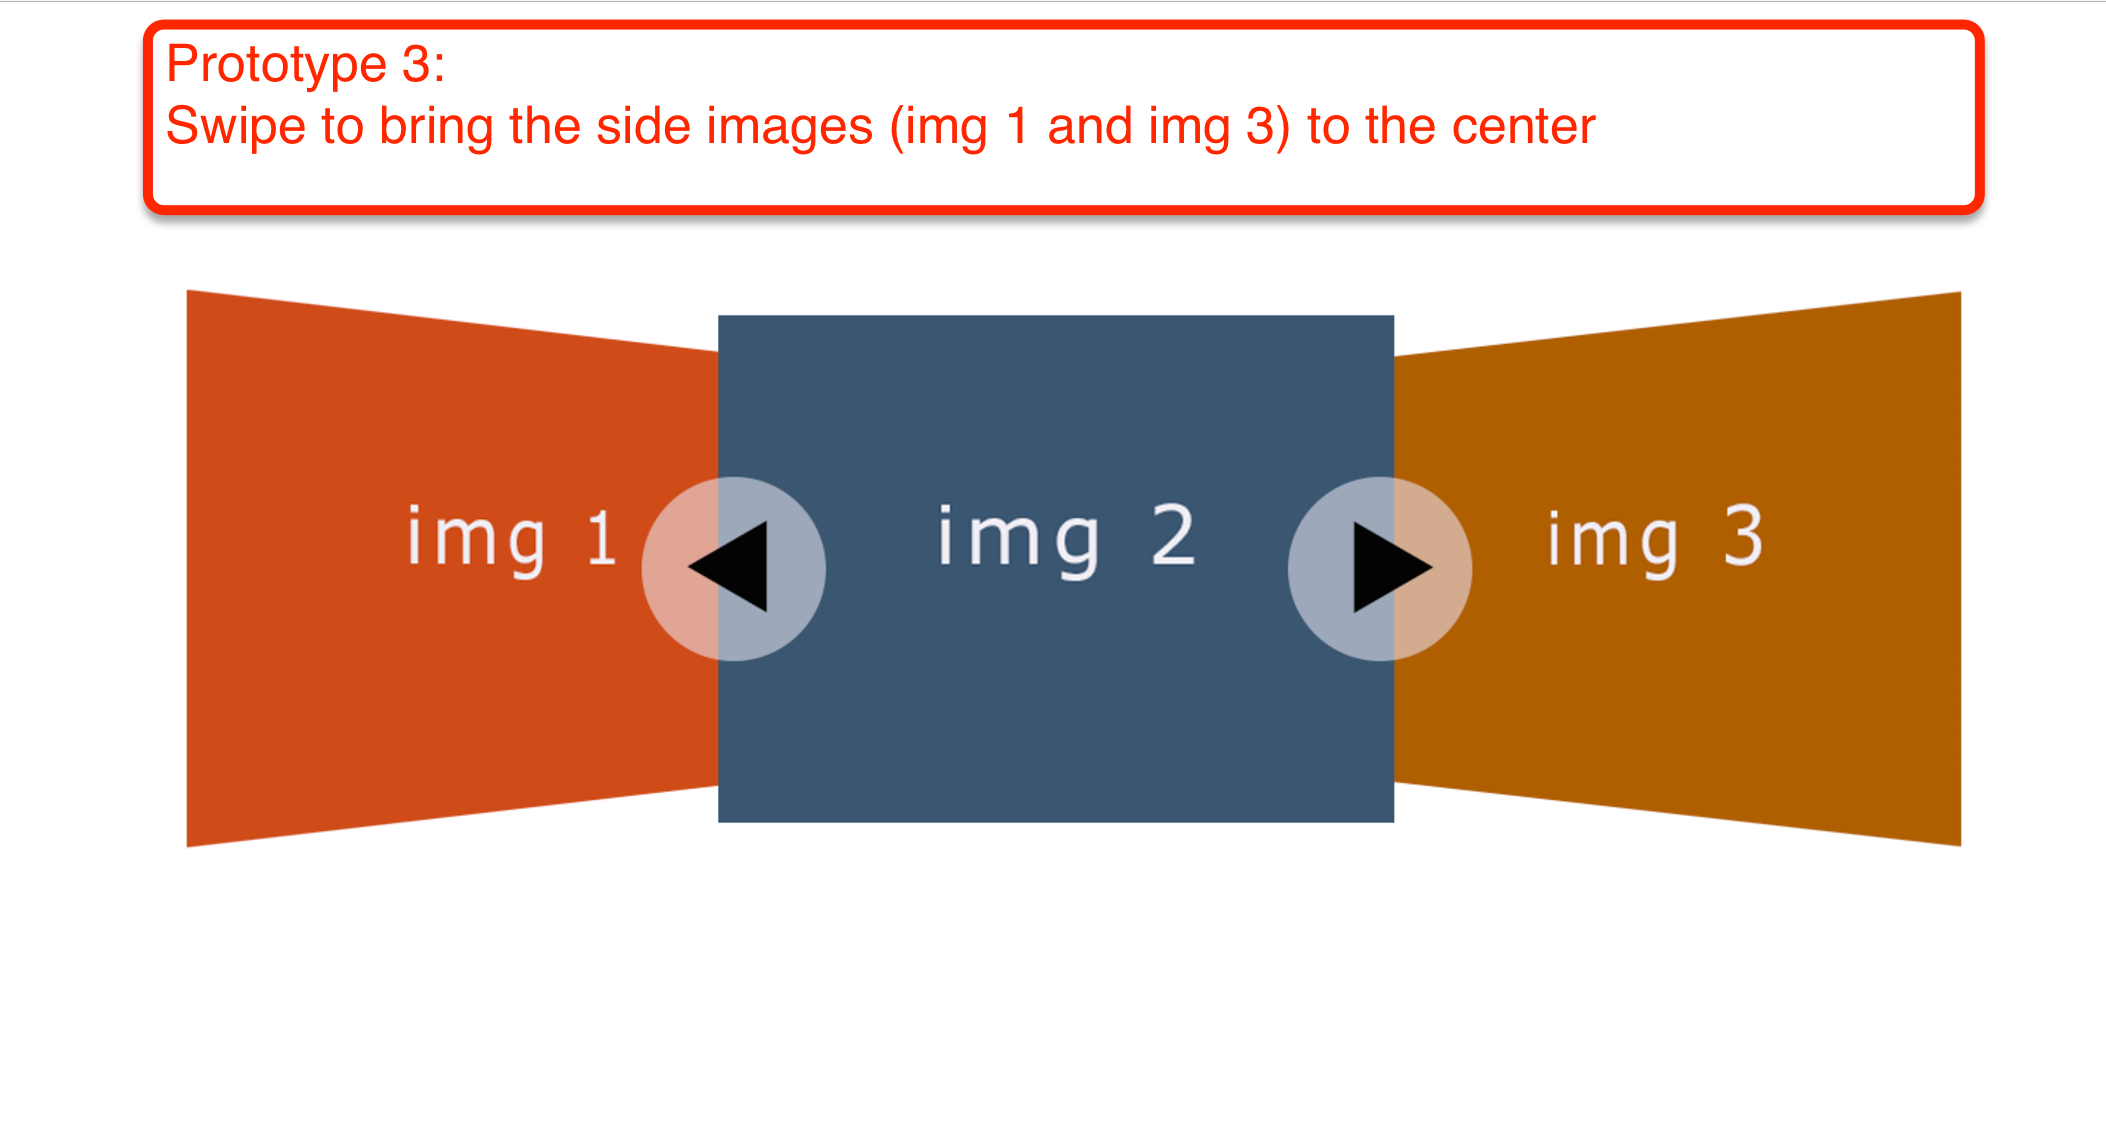 Prototype 3:
Swipe to bring the side images (img 1 and img 3) to the center
img 1
img 2
img 3